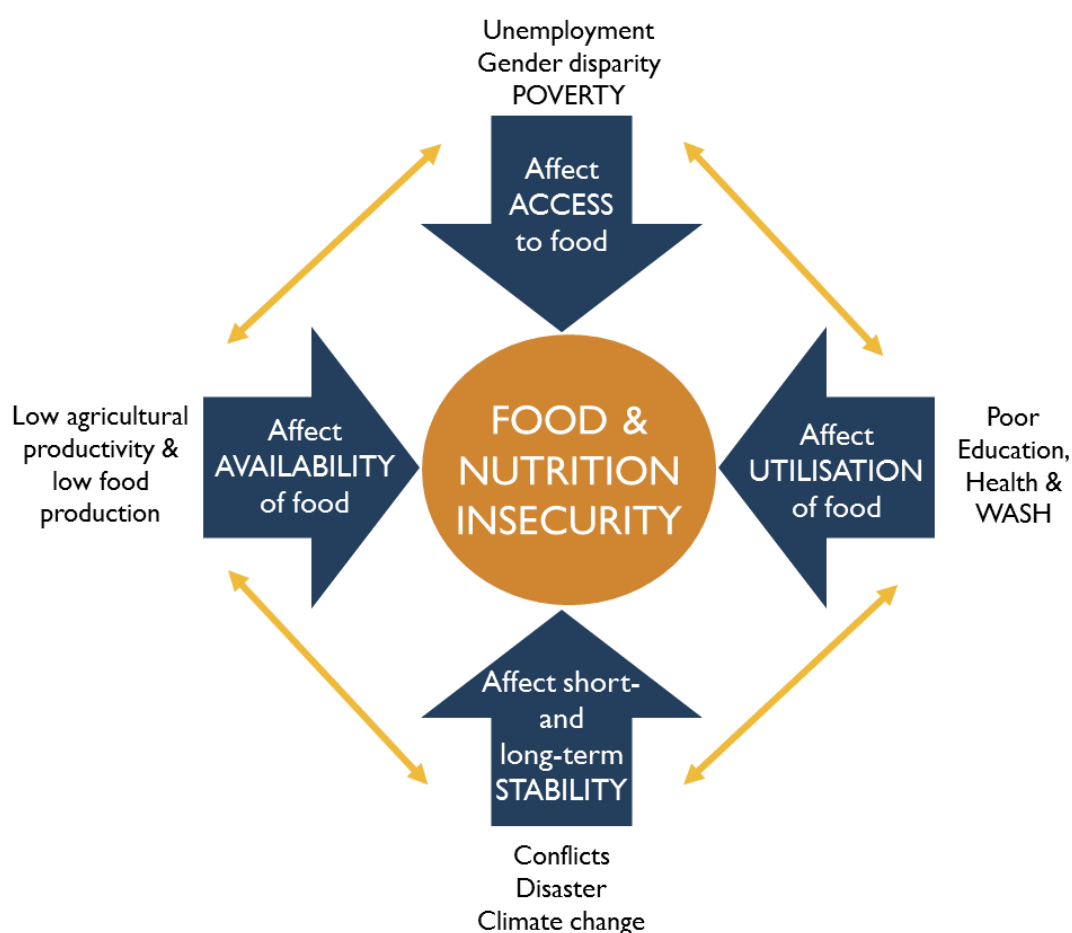 Unemployment
Gender disparity
POVERTY
Affect
ACCESS
to food
Low agricultural
productivity &
low food
production
Affect
AVAILABILITY
of food
FOOD &
NUTRITION
INSECURITY
Affect
UTILISATION
of food
Poor
Education,
Health &
WASH
Affect short-
and
long-term
STABILITY
Conflicts
Disaster
Climate change